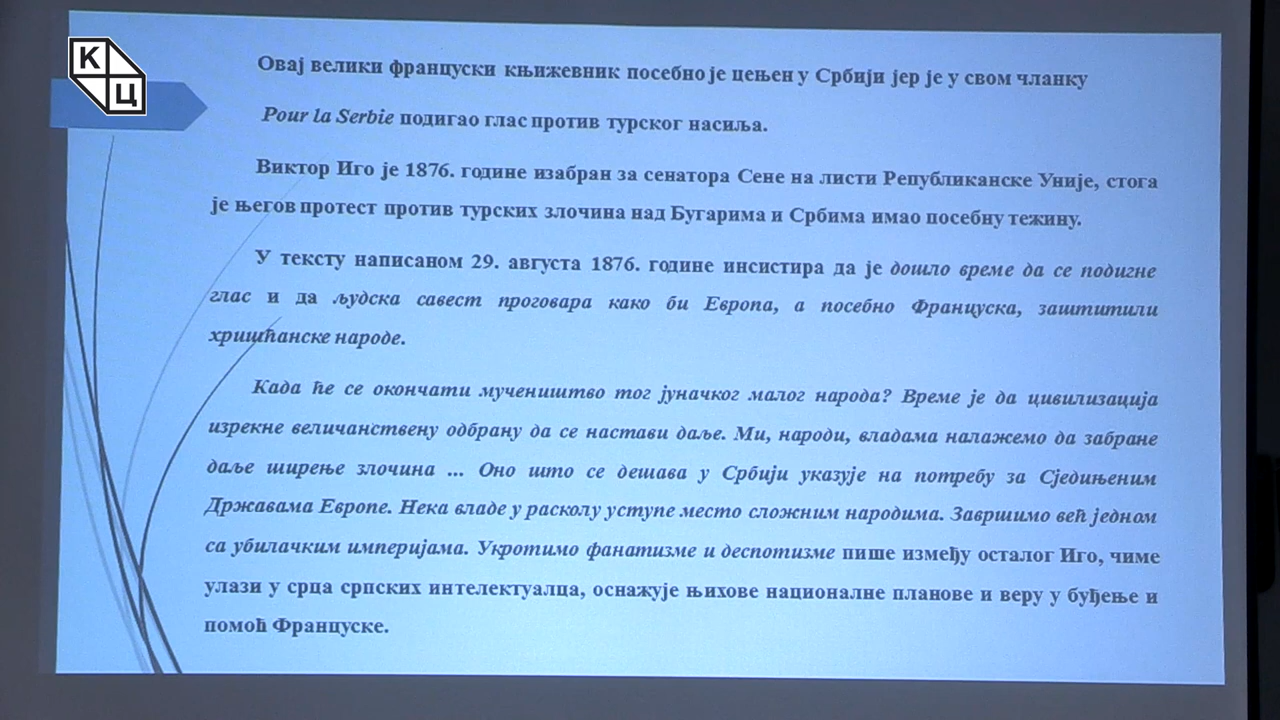 КЦ
Овај велики француски књижевник посебно је цењен у Србији јер је у свом чланку
Pour la Serbie подигао глас против турског насиља.
Виктор Иго је 1876. године изабран за сенатора Сене на листи Републиканске Уније, стога
је његов протест против турских злочина над Бугарима и Србима имао посебну тежину.
У тексту написаном 29. августа 1876. године инсистира да је дошло време да се подигне
глас и да људска савест проговара како би Европа, а посебно Француска, заштитили
хришћанске народе.
Када ће се окончати мучеништво тог јуначког малог народа? Време је да цивилизација
изрекне величанствену одбрану да се настави даље. Ми, народи, владама налажемо да забране
даље ширење злочина ... Оно што се дешава у Србији указује на потребу за Сједињеним
Државама Европе. Нека владе у расколу уступе место сложним народима. Завршимо већ једном
са убилачким империјама. Укротимо фанатизме и деспотизме пише између осталог Иго, чиме
улази у срца српских интелектуалца, оснажује њихове националне планове и веру у буђење и
помоћ Француске.